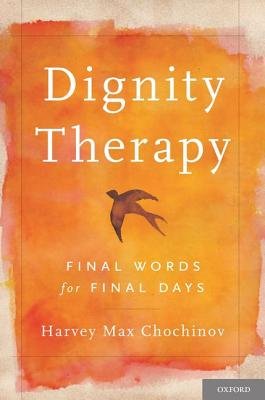 Dignity
Therapy
FINAL WORDS
for FINAL DAYS
Harvey Max Chochinov
OXFORD